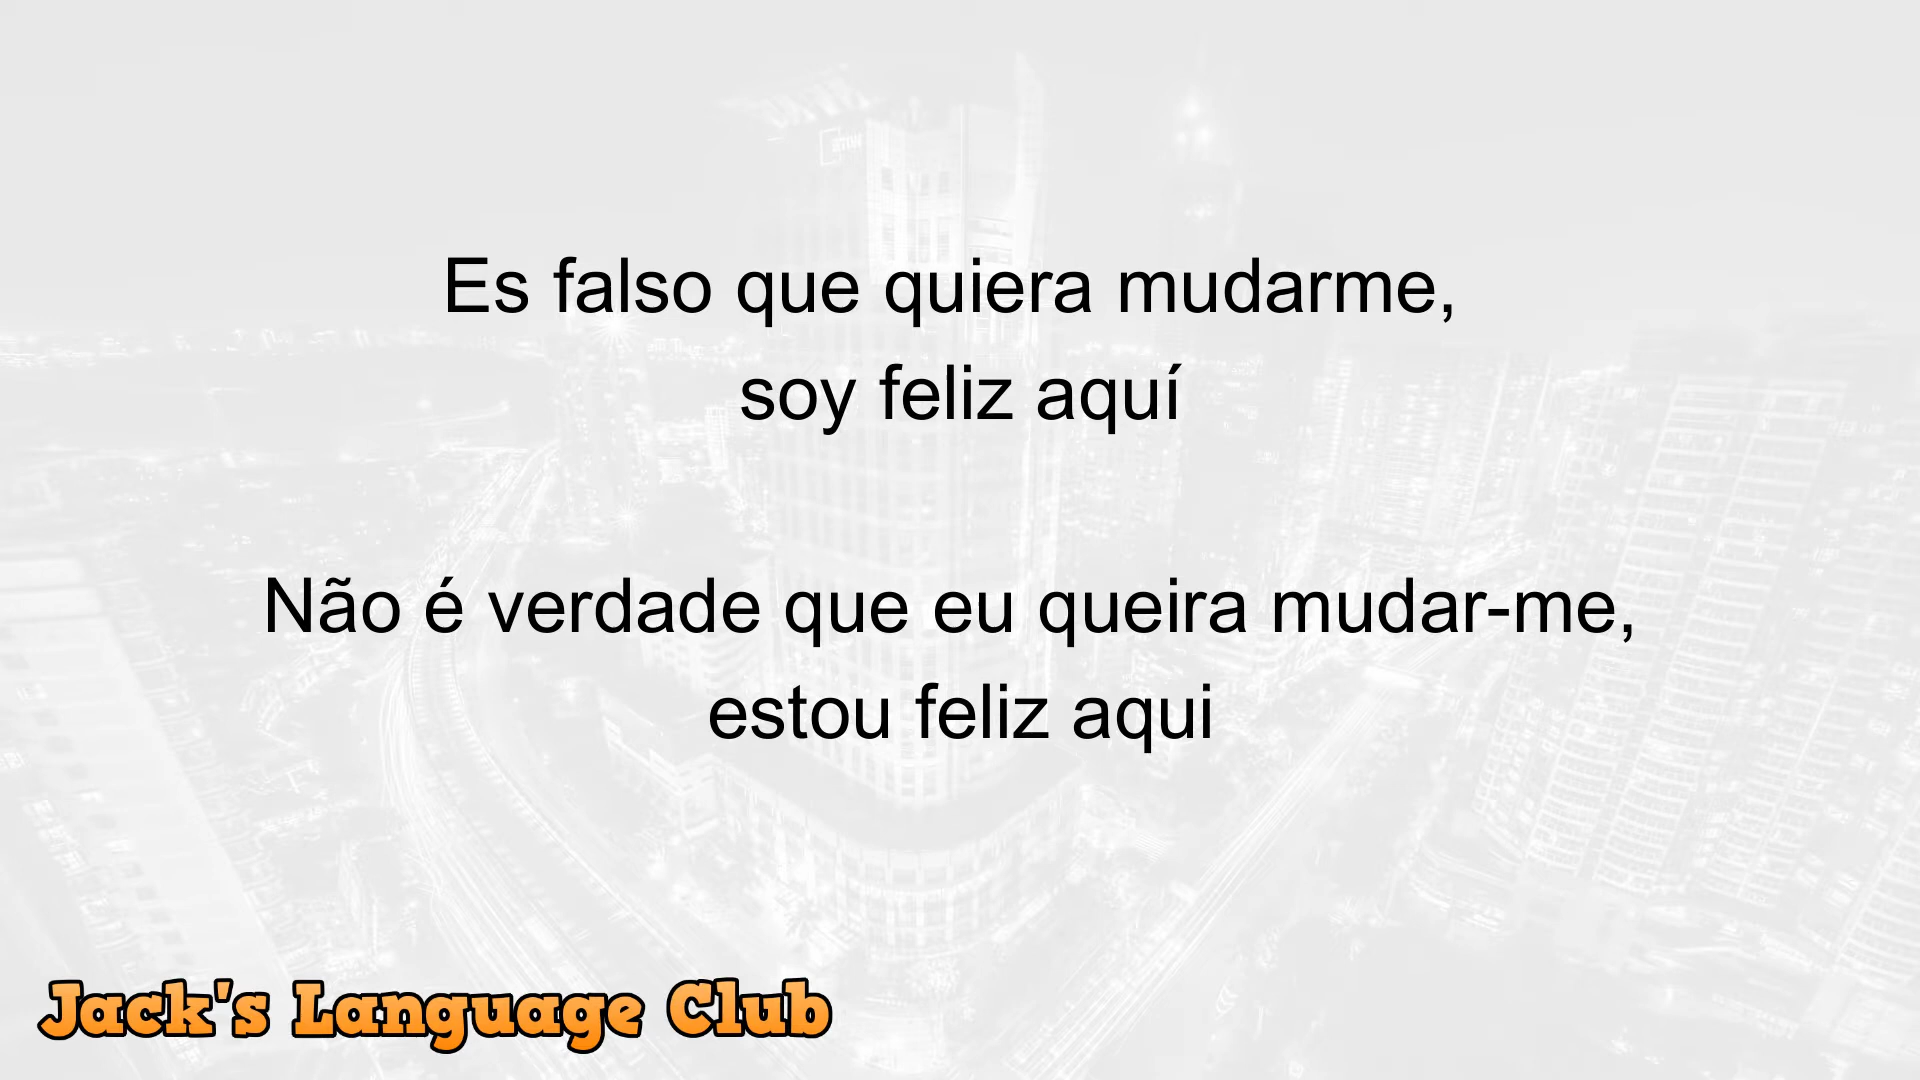 Es falso que quiera mudarme,
soy feliz aquí
Não é verdade que eu queira mudar-me,
estou feliz aqui
Jack's Language Club